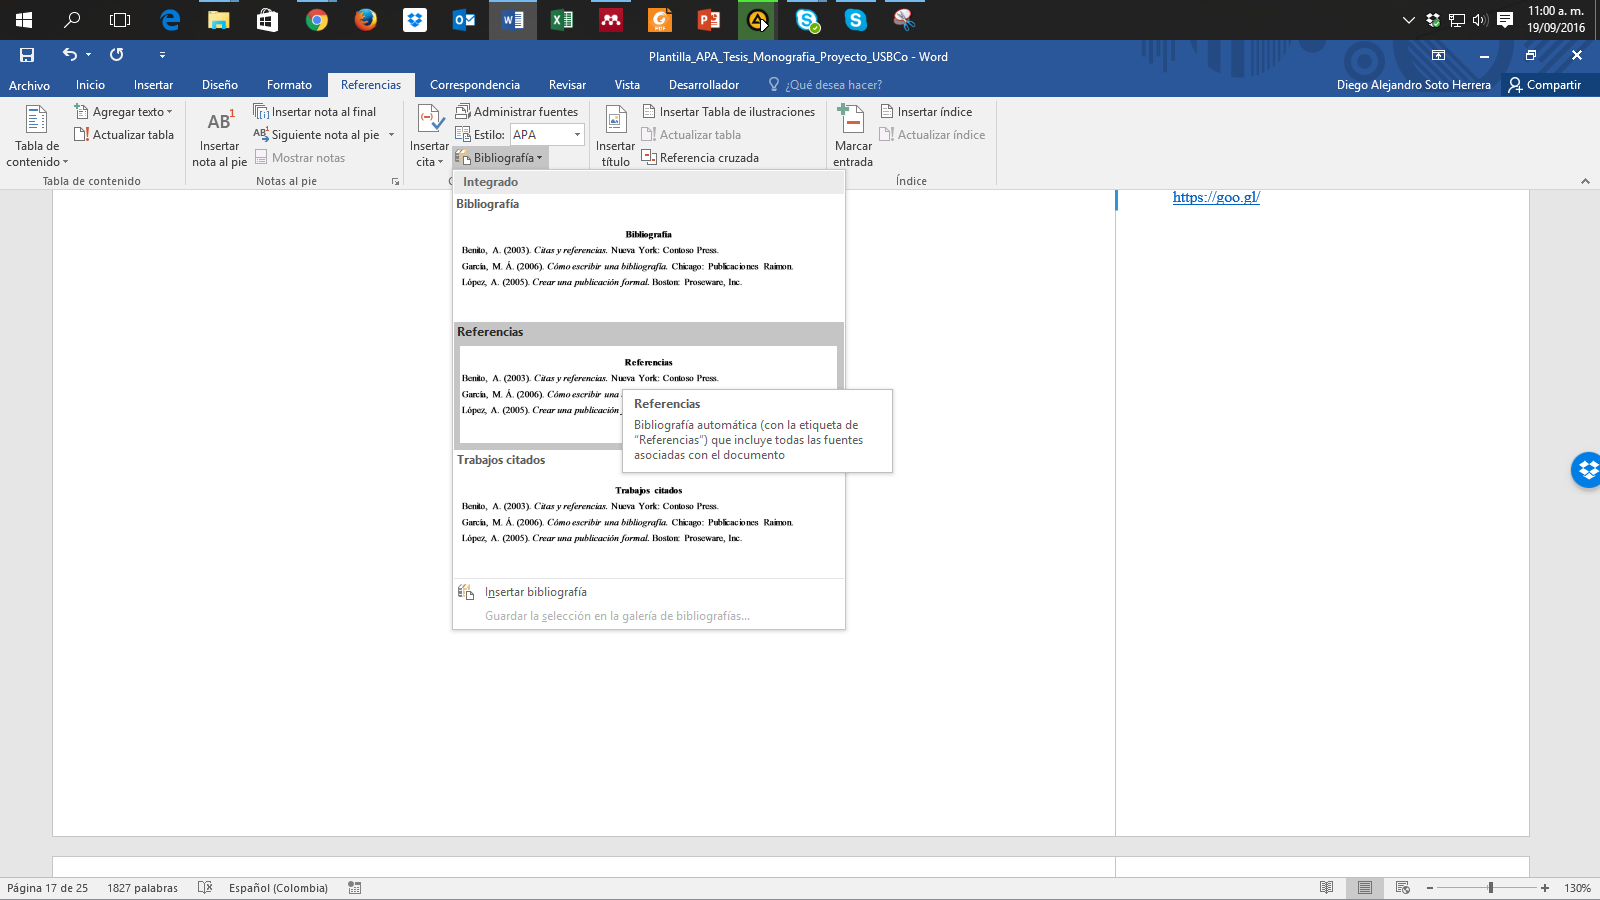 11:00 a. m.
19/09/2016
Plantilla_APA_Tesis_Monografia_Proyecto_USBCo - Word
Archivo Inicio Insertar Diseño Formato Referencias Correspondencia Revisar Vista Desarrollador ¿Qué desea hacer? Diego Alejandro Soto Herrera Compartir
Tabla de
contenido
Agregar texto
Actualizar tabla
Tabla de contenido
AB1
Insertar
nota al pie
Insertar nota al final
Siguiente nota al pie
Mostrar notas
Notas al pie
Insertar
cita
Administrar fuentes
Estilo: APA
Bibliografía
Insertar
título
Insertar Tabla de ilustraciones
Actualizar tabla
Referencia cruzada
Marcar
entrada
Insertar índice
Actualizar índice
Índice
Integrado
Bibliografía
Bibliografía
Benito, A. (2003). Citas y referencias. Nueva York: Contoso Press.
García, M. Á. (2006). Cómo escribir una bibliografía. Chicago: Publicaciones Raimon.
López, A. (2005). Crear una publicación formal. Boston: Proseware, Inc.
Referencias
Referencias
Benito, A. (2003). Citas y referencias. Nueva York: Contoso Press.
García, M. Á. (2006). Cómo escribir
López, A. (2005). Crear una publicación
Referencias
Bibliografía automática (con la etiqueta de
"Referencias") que incluye todas las fuentes
asociadas con el documento
Trabajos citados
Trabajos citados
Benito, A. (2003). Citas y referencias. Nueva York: Contoso Press.
García, M. Á. (2006). Cómo escribir una bibliografía. Chicago: Publicaciones Raimon.
López, A. (2005). Crear una publicación formal. Boston: Proseware, Inc.
Insertar bibliografía
Guardar la selección en la galería de bibliografías...
https://goo.gl/
Página 17 de 25 1827 palabras Español (Colombia) 130%